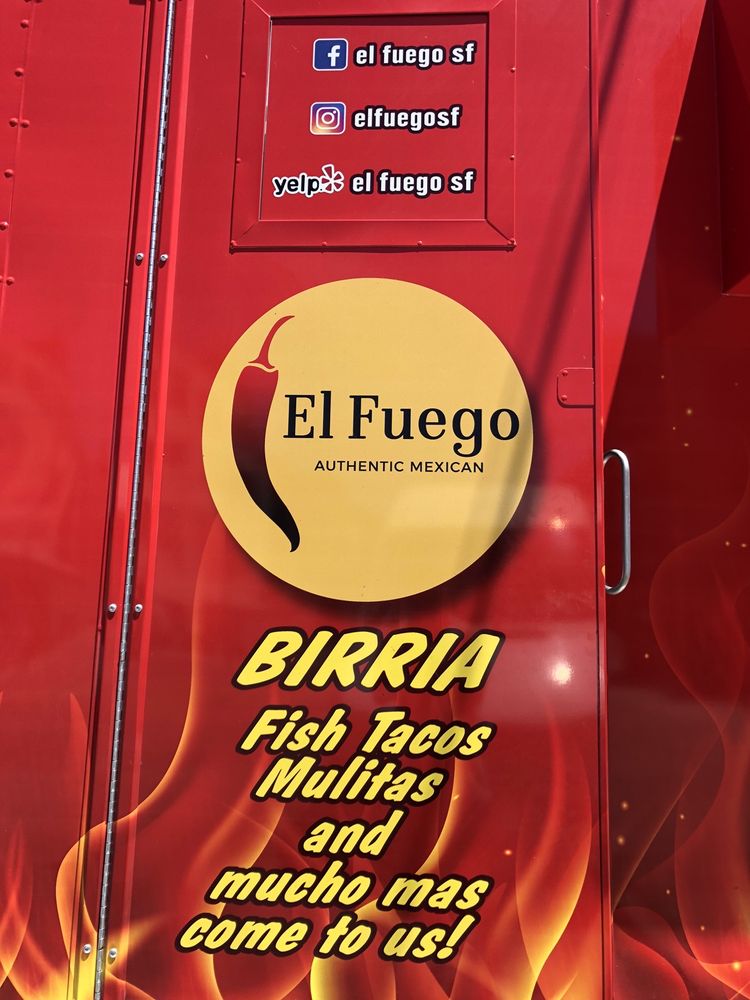 el fuego sf
elfuegosf
yelp el fuego sf
El Fuego
AUTHENTIC MEXICAN
BIRRIA
Fish Tacos
Mulitas
and
mucho mas
come to us!